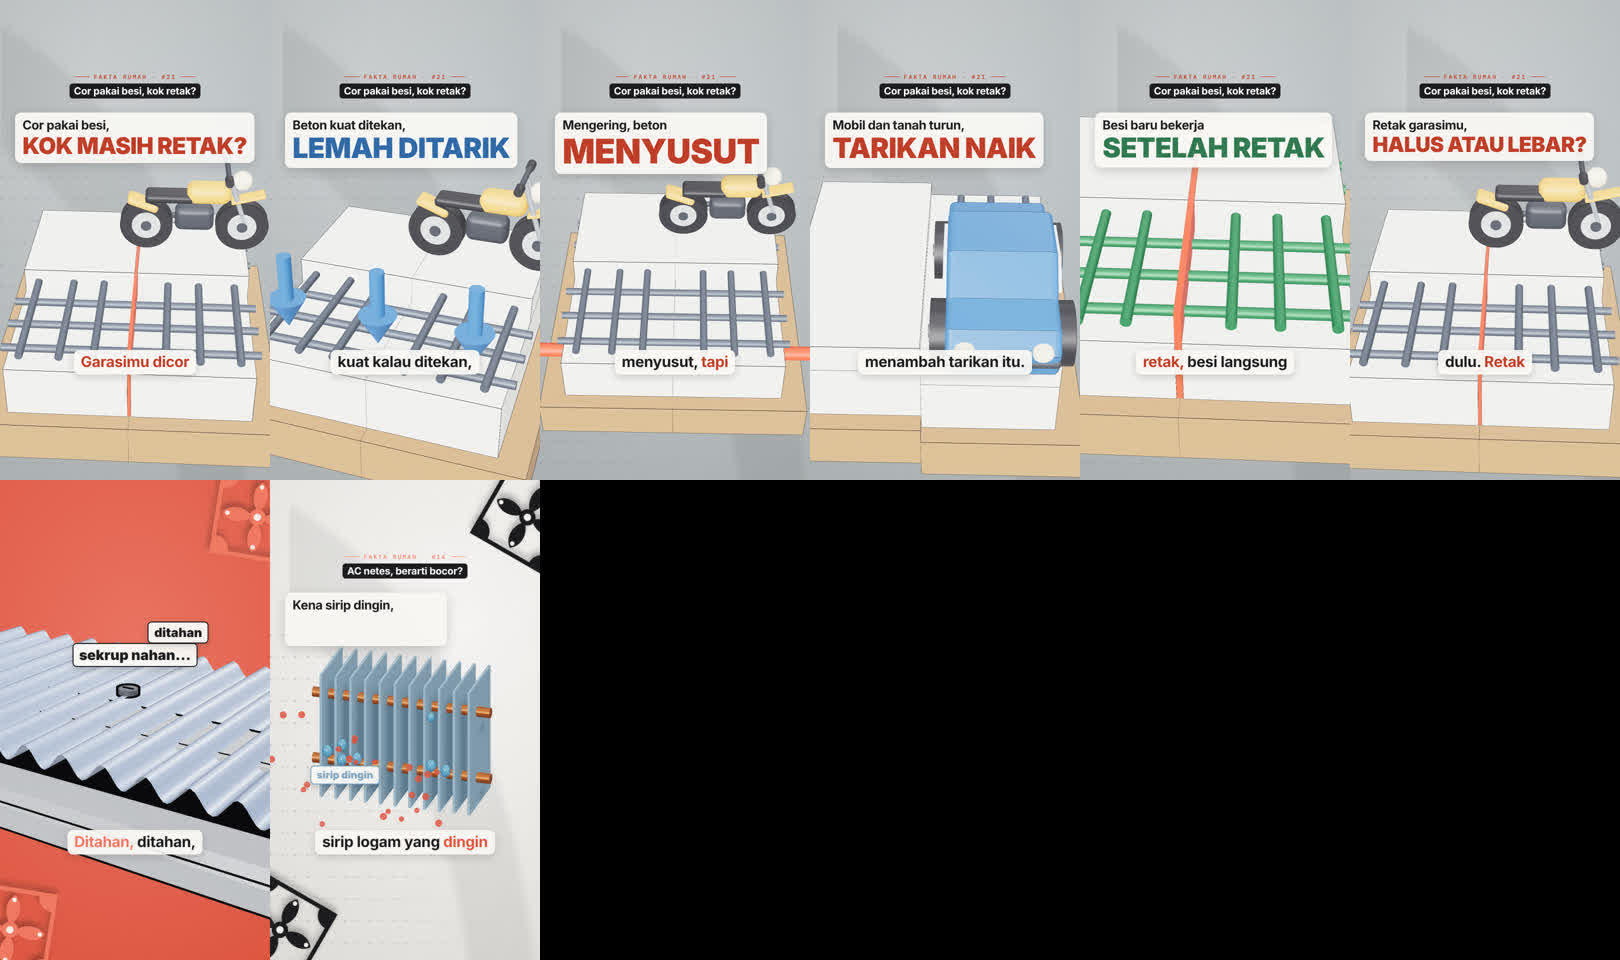 FAKTA RUMAH · #21
Cor pakai besi, kok retak?
Cor pakai besi,
KOK MASIH RETAK?
Garasimu dicor
FAKTA RUMAH · #21
Cor pakai besi, kok retak?
Beton kuat ditekan,
LEMAH DITARIK
kuat kalau ditekan,
FAKTA RUMAH · #21
Cor pakai besi, kok retak?
Mengering, beton
MENYUSUT
menyusut, tapi
FAKTA RUMAH · #21
Cor pakai besi, kok retak?
Mobil dan tanah turun,
TARIKAN NAIK
menambah tarikan itu.
FAKTA RUMAH · #21
Cor pakai besi, kok retak?
Besi baru bekerja
SETELAH RETAK
retak, besi langsung
FAKTA RUMAH · #21
Cor pakai besi, kok retak?
Retak garasimu,
HALUS ATAU LEBAR?
dulu. Retak
ditahan
sekrup nahan...
Ditahan, ditahan,
FAKTA RUMAH · #14
AC netes, berarti bocor?
Kena sirip dingin,
sirip dingin
sirip logam yang dingin